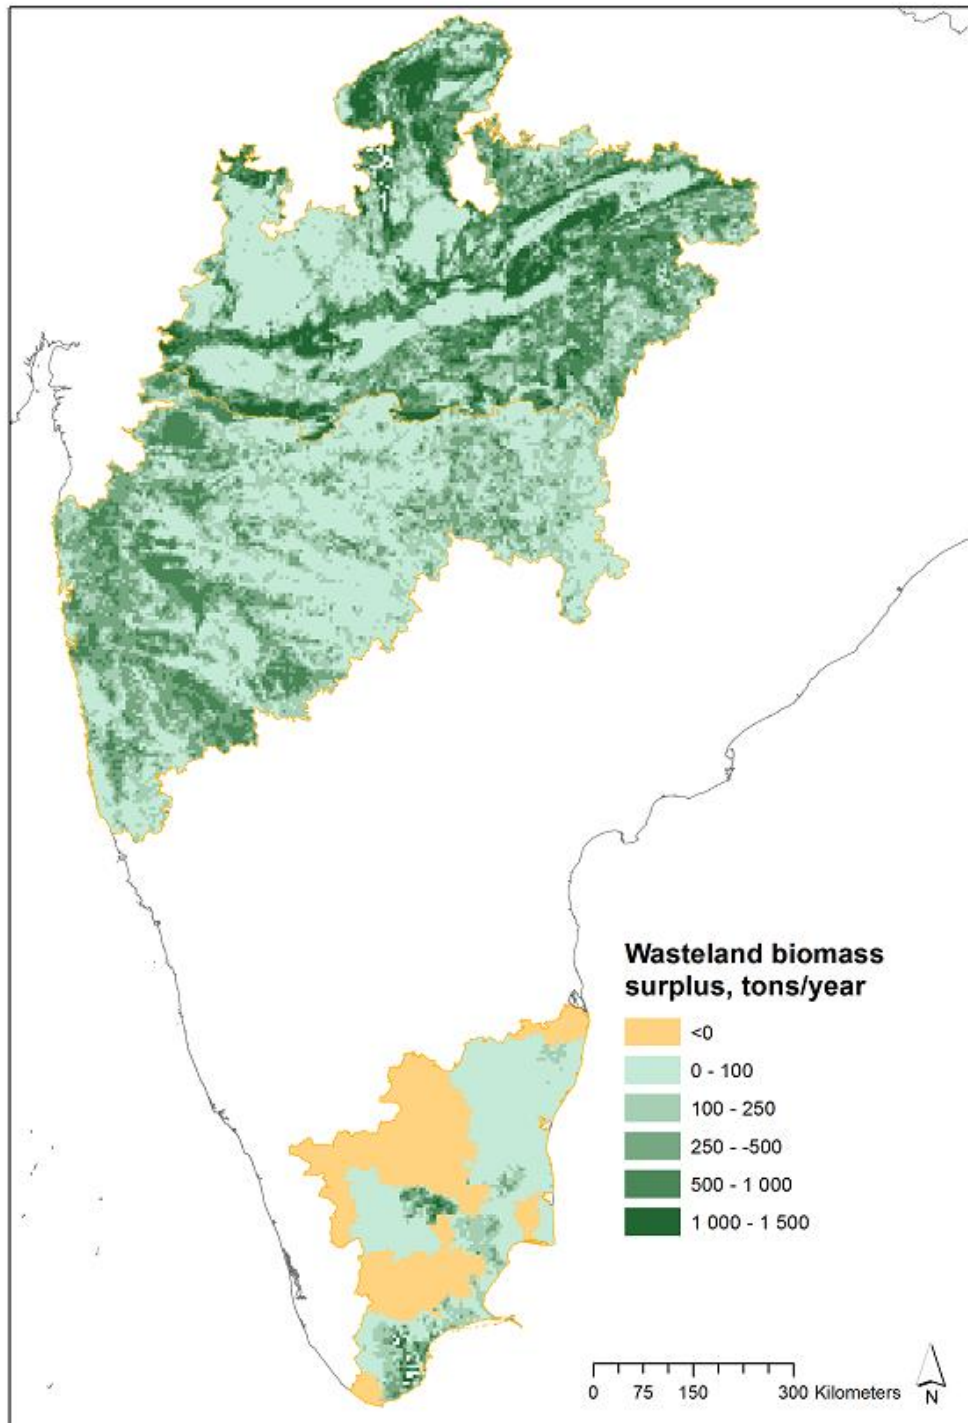 Wasteland biomass
surplus, tons/year
<0
0 - 100
100 - 250
250 - -500
500 - 1 000
1 000 - 1 500
0 75 150 300 Kilometers
N